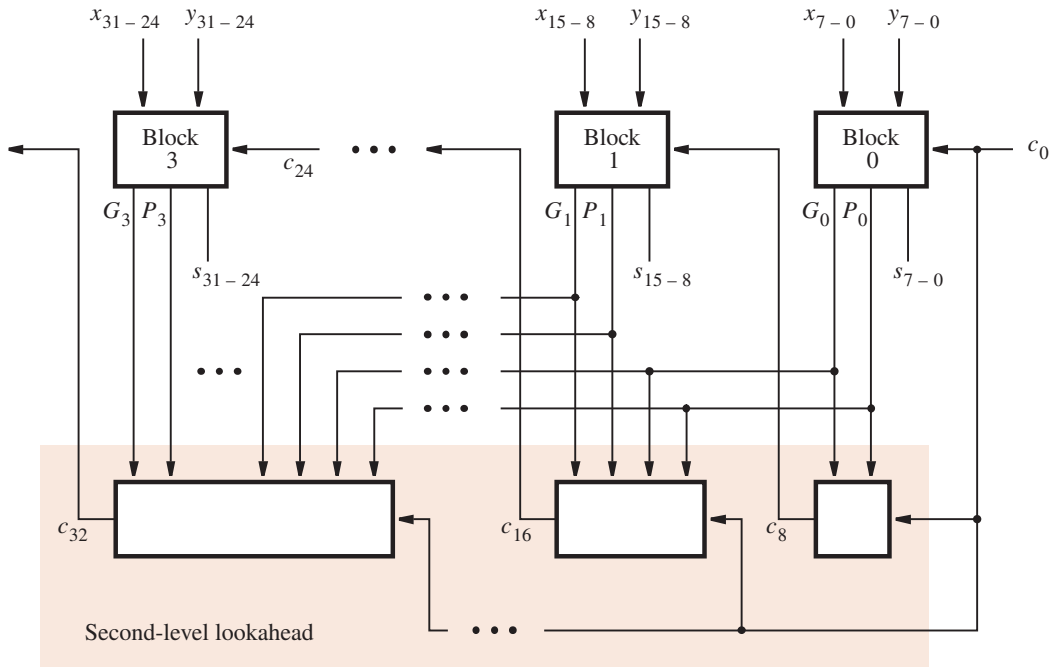 x31 – 24 y31 – 24 x15 – 8 y15 – 8 x7 – 0 y7 – 0
Block
3
c24
• • •
Block
1
Block
0
c0
G3 P3 G1 P1 G0 P0
s31 – 24 s15 – 8 s7 – 0
• • •
• • •
• • • • • •
• • •
c32 c16 c8
Second-level lookahead • • •